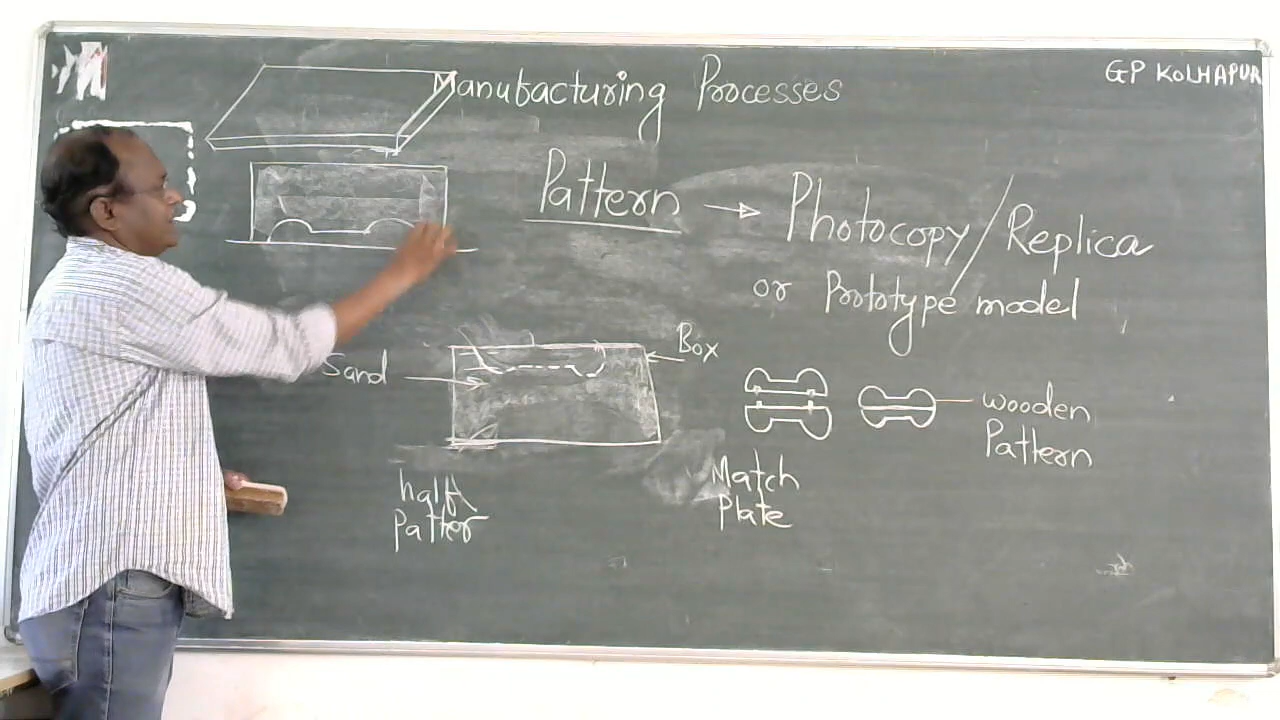 Manufacturing Processes
GP KOLHAPUR
Pattern → Photocopy/Replica
or Prototype model
Box
Sand
wooden
Pattern
Match
Plate
half
Patter